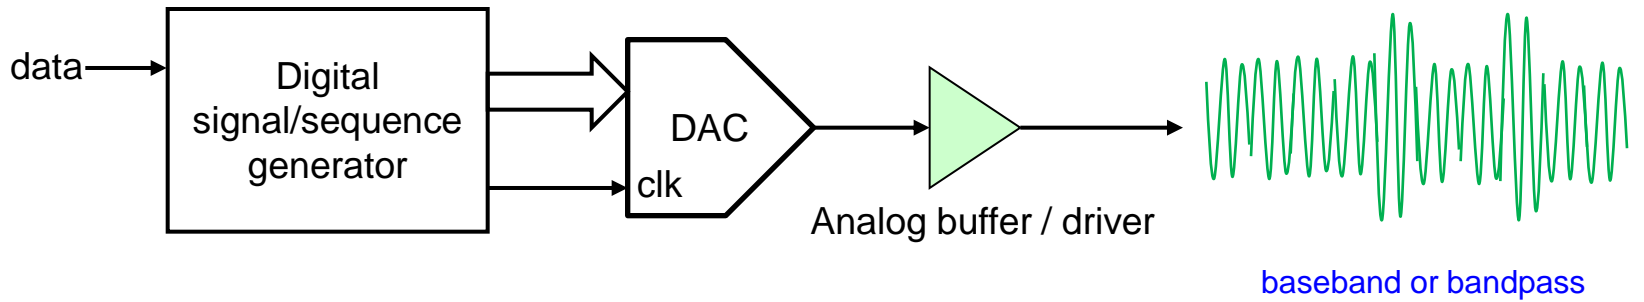 data
Digital
signal/sequence
generator
DAC
clk
Analog buffer / driver
baseband or bandpass